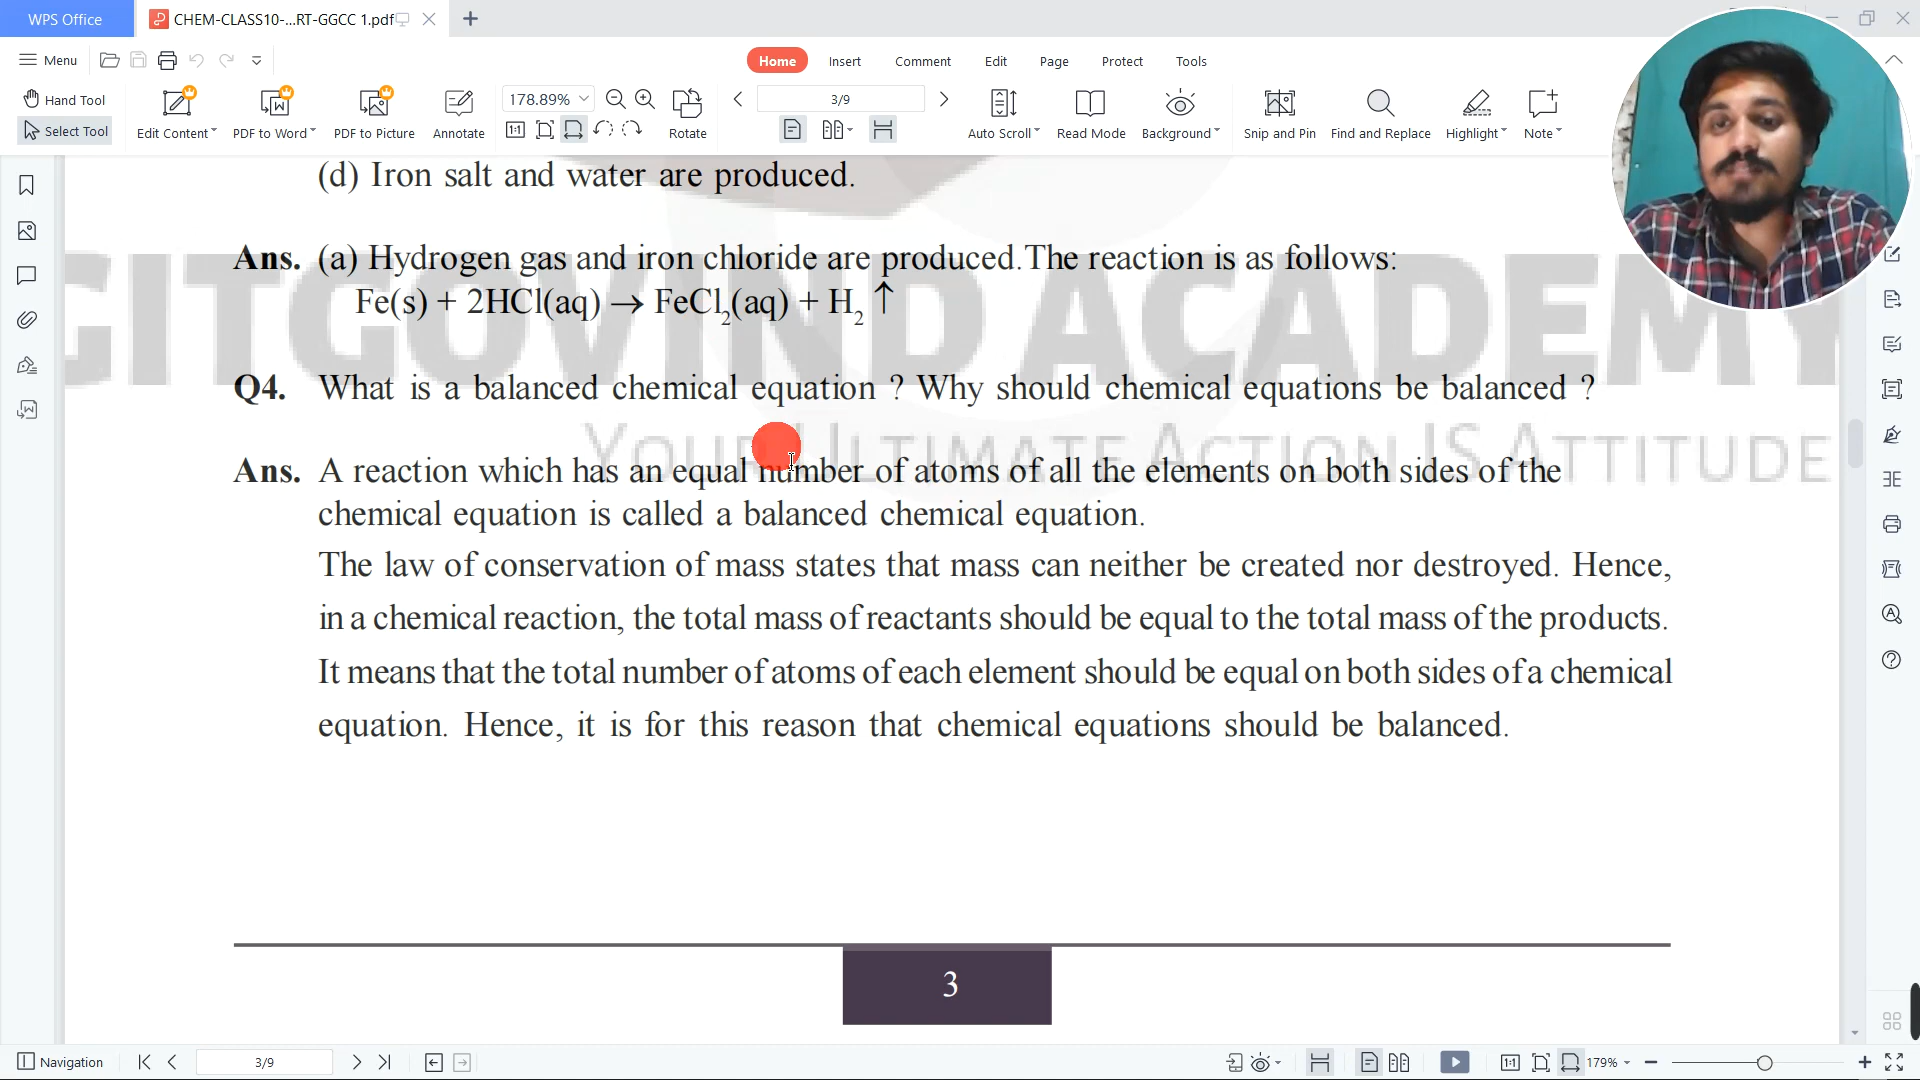 WPS Office
CHEM-CLASS10-...RT-GGCC 1.pdf
Menu
Home Insert Comment Edit Page Protect Tools
Hand Tool
Select Tool
Edit Content
PDF to Word
PDF to Picture
Annotate
178.89%
Rotate
3/9
Auto Scroll
Read Mode
Background
Snip and Pin
Find and Replace
Highlight
Note
(d) Iron salt and water are produced.
Ans. (a) Hydrogen gas and iron chloride are produced.The reaction is as follows:
Fe(s) + 2HCl(aq) → FeCl₂(aq) + H₂ ↑
GITGOVIND ACADEMY
Q4. What is a balanced chemical equation ? Why should chemical equations be balanced ?
YOUR ULTIMATE ACTION IS ATTITUDE
Ans. A reaction which has an equal number of atoms of all the elements on both sides of the
chemical equation is called a balanced chemical equation.
The law of conservation of mass states that mass can neither be created nor destroyed. Hence,
in a chemical reaction, the total mass of reactants should be equal to the total mass of the products.
It means that the total number of atoms of each element should be equal on both sides of a chemical
equation. Hence, it is for this reason that chemical equations should be balanced.
3
Navigation
3/9
179%